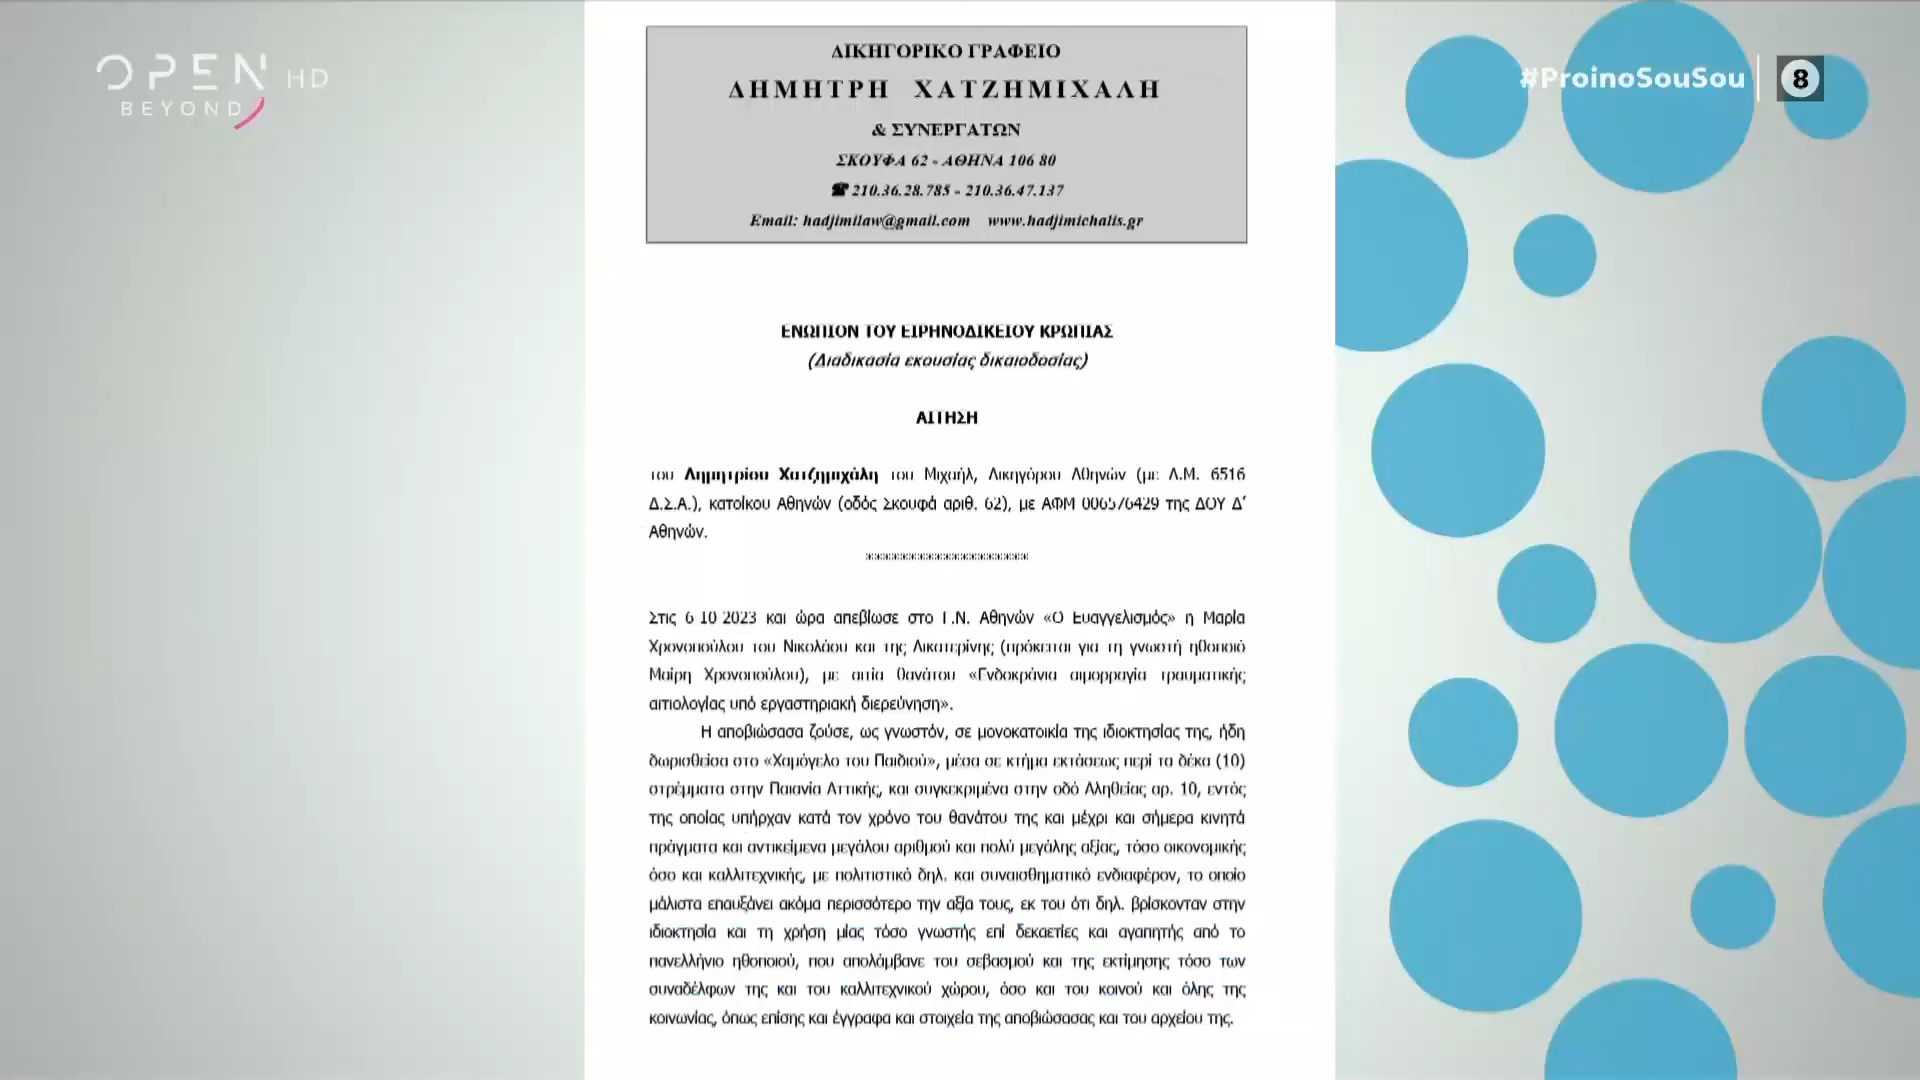 OPEN HD
BEYOND
#ProinoSouSou
8
ΔΙΚΗΓΟΡΙΚΟ ΓΡΑΦΕΙΟ
ΔΗΜΗΤΡΗ ΧΑΤΖΗΜΙΧΑΛΗ
& ΣΥΝΕΡΓΑΤΩΝ
ΣΚΟΥΦΑ 62 - ΑΘΗΝΑ 106 80
☎ 210.36.28.785 - 210.36.47.137
Email: hadjimilaw@gmail.com www.hadjimichalis.gr
ΕΝΩΠΙΟΝ ΤΟΥ ΕΙΡΗΝΟΔΙΚΕΙΟΥ ΚΡΩΠΙΑΣ
(Διαδικασία εκουσίας δικαιοδοσίας)
ΑΙΤΗΣΗ
του Δημητρίου Χατζημιχάλη του Μιχαήλ, Δικηγόρου Αθηνών (με Α.Μ. 6516
Δ.Σ.Α.), κατοίκου Αθηνών (οδός Σκουφά αριθ. 62), με ΑΦΜ 006576429 της ΔΟΥ Δ΄
Αθηνών.
************************
Στις 6-10-2023 και ώρα απεβίωσε στο Γ.Ν. Αθηνών «Ο Ευαγγελισμός» η Μαρία
Χρονοπούλου του Νικολάου και της Αικατερίνης (πρόκειται για τη γνωστή ηθοποιό
Μαίρη Χρονοπούλου), με αιτία θανάτου «Ενδοκράνια αιμορραγία τραυματικής
αιτιολογίας υπό εργαστηριακή διερεύνηση».
Η αποβιώσασα ζούσε, ως γνωστόν, σε μονοκατοικία της ιδιοκτησίας της, ήδη
δωρισθείσα στο «Χαμόγελο του Παιδιού», μέσα σε κτήμα εκτάσεως περί τα δέκα (10)
στρέμματα στην Παιανία Αττικής, και συγκεκριμένα στην οδό Αληθείας αρ. 10, εντός
της οποίας υπήρχαν κατά τον χρόνο του θανάτου της και μέχρι και σήμερα κινητά
πράγματα και αντικείμενα μεγάλου αριθμού και πολύ μεγάλης αξίας, τόσο οικονομικής
όσο και καλλιτεχνικής, με πολιτιστικό δηλ. και συναισθηματικό ενδιαφέρον, το οποίο
μάλιστα επαυξάνει ακόμα περισσότερο την αξία τους, εκ του ότι δηλ. βρίσκονταν στην
ιδιοκτησία και τη χρήση μίας τόσο γνωστής επί δεκαετίες και αγαπητής από το
πανελλήνιο ηθοποιού, που απολάμβανε του σεβασμού και της εκτίμησης τόσο των
συναδέλφων της και του καλλιτεχνικού χώρου, όσο και του κοινού και όλης της
κοινωνίας, όπως επίσης και έγγραφα και στοιχεία της αποβιώσασας και του αρχείου της.